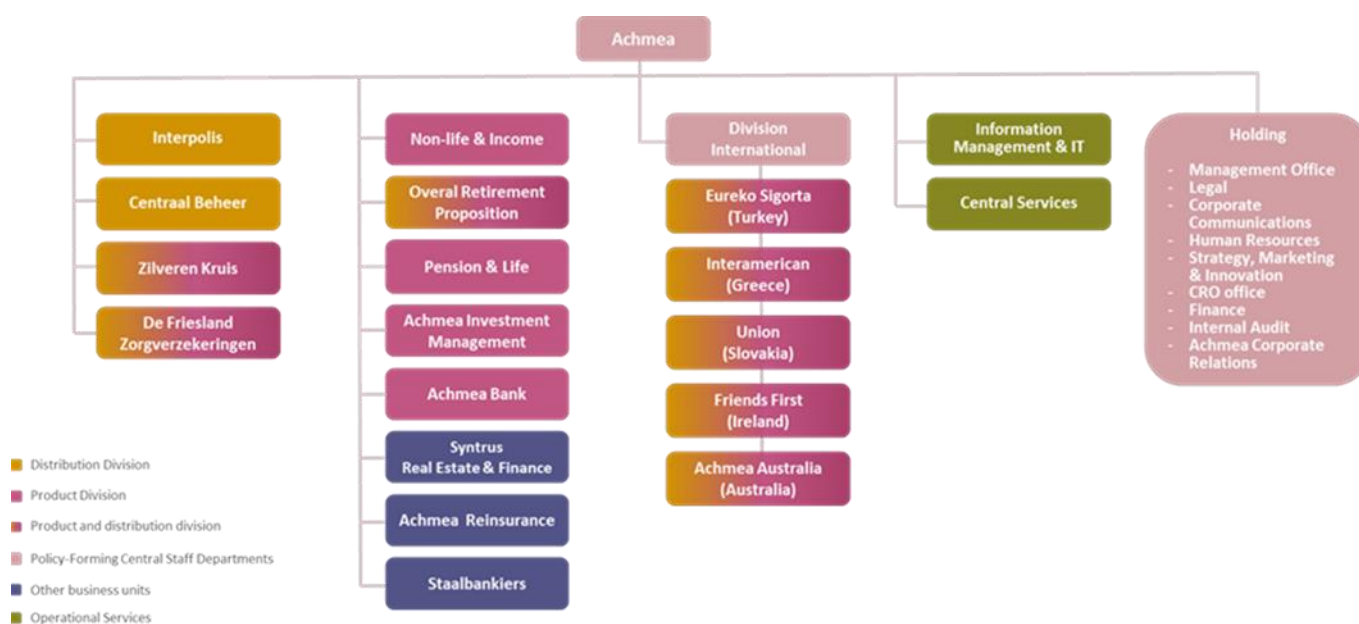 Achmea
Interpolis
Centraal Beheer
Zilveren Kruis
De Friesland
Zorgverzekeringen
Non-life & Income
Overal Retirement
Proposition
Pension & Life
Achmea Investment
Management
Achmea Bank
Syntrus
Real Estate & Finance
Achmea Reinsurance
Staalbankiers
Division
International
Eureko Sigorta
(Turkey)
Interamerican
(Greece)
Union
(Slovakia)
Friends First
(Ireland)
Achmea Australia
(Australia)
Information
Management & IT
Central Services
Holding
- Management Office
- Legal
- Corporate
Communications
- Human Resources
- Strategy, Marketing
& Innovation
- CRO office
- Finance
- Internal Audit
- Achmea Corporate
Relations
Distribution Division
Product Division
Product and distribution division
Policy-Forming Central Staff Departments
Other business units
Operational Services